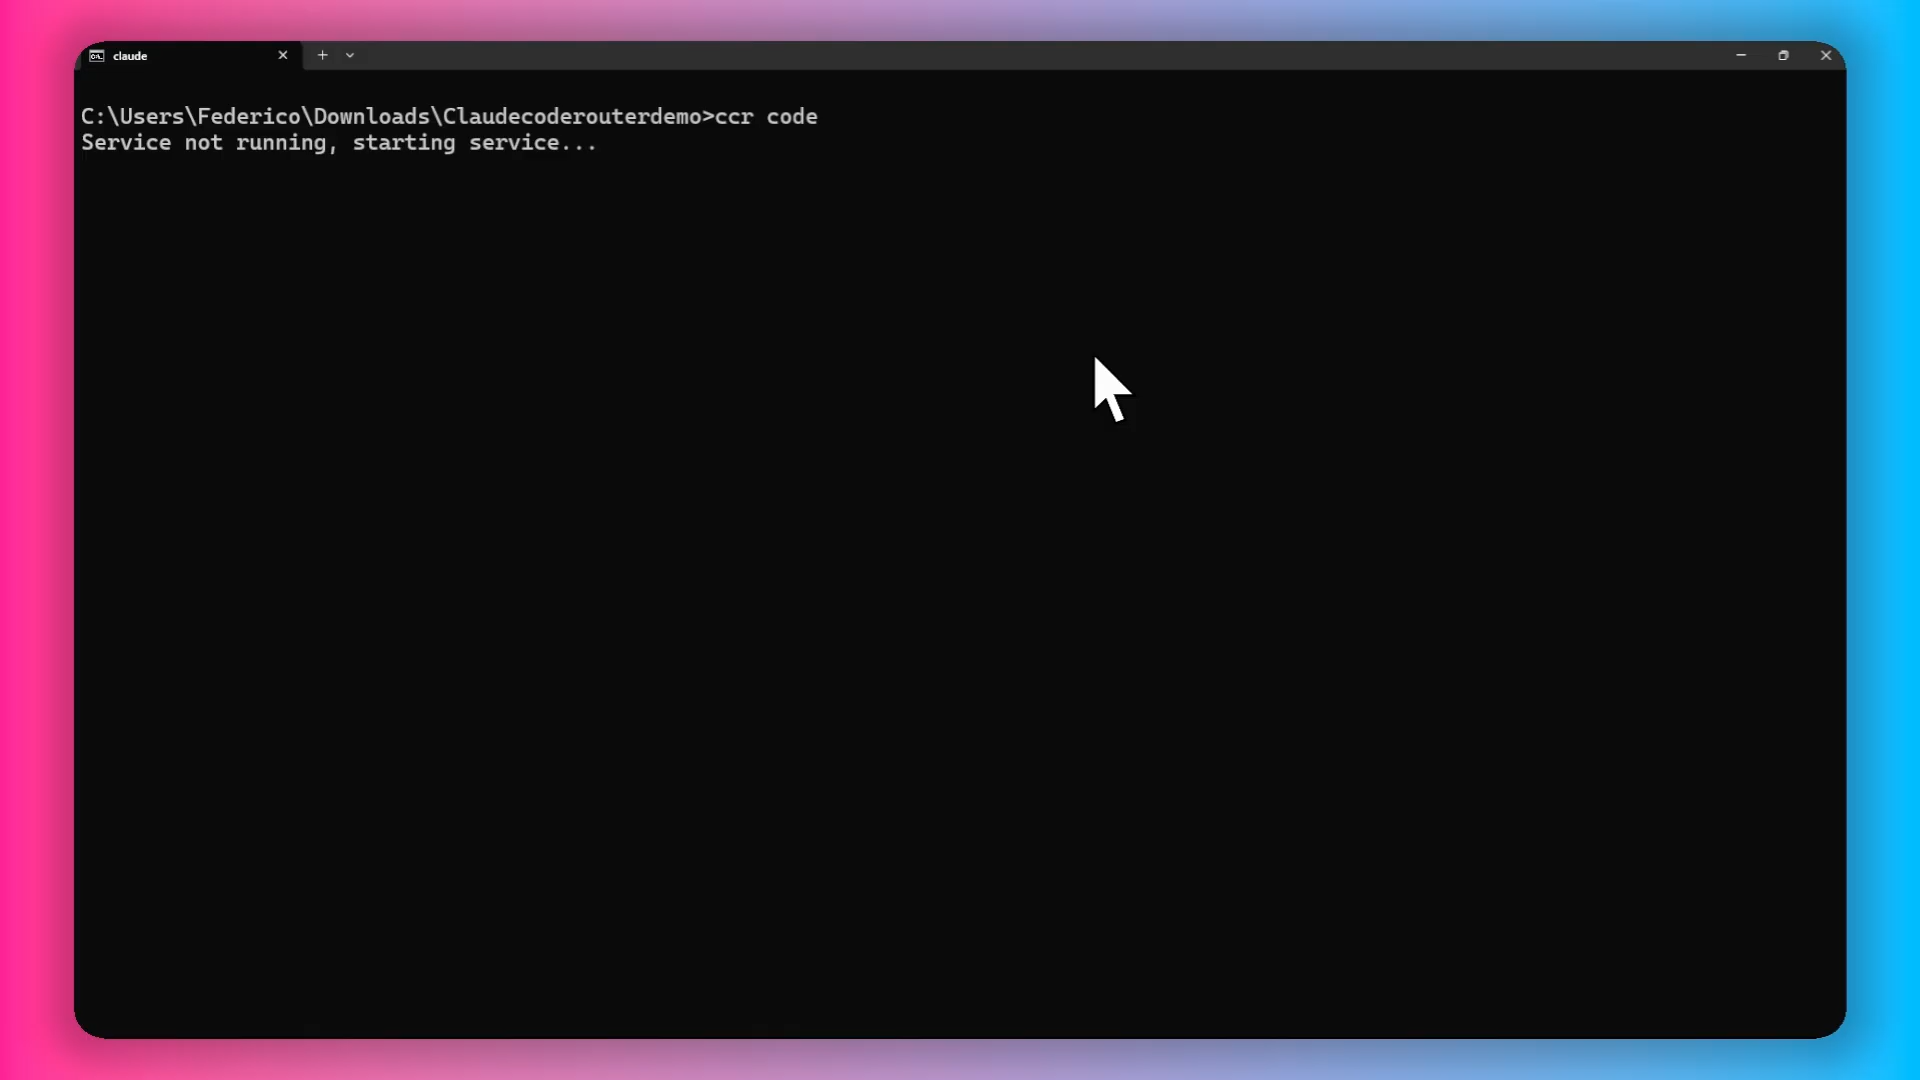 claude
C:\Users\Federico\Downloads\Claudecoderouterdemo>ccr code
Service not running, starting service...